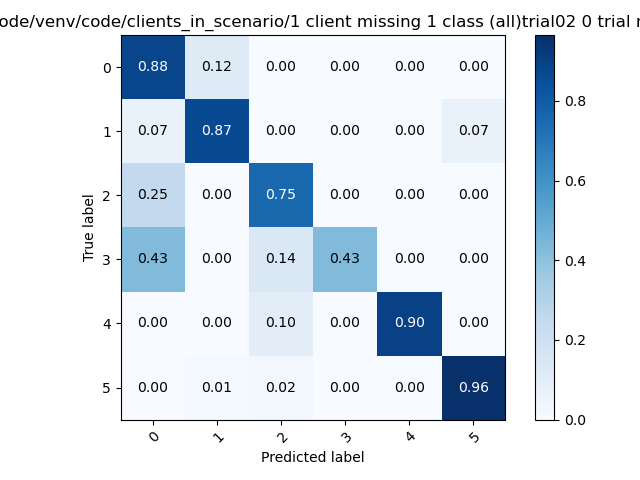 ode/venv/code/clients_in_scenario/1 client missing 1 class (all)trial02 0 trial
0 0.88 0.12 0.00 0.00 0.00 0.00
1 0.07 0.87 0.00 0.00 0.00 0.07
2 0.25 0.00 0.75 0.00 0.00 0.00
3 0.43 0.00 0.14 0.43 0.00 0.00
4 0.00 0.00 0.10 0.00 0.90 0.00
5 0.00 0.01 0.02 0.00 0.00 0.96
0 1 2 3 4 5
True label
Predicted label
0.8
0.6
0.4
0.2
0.0